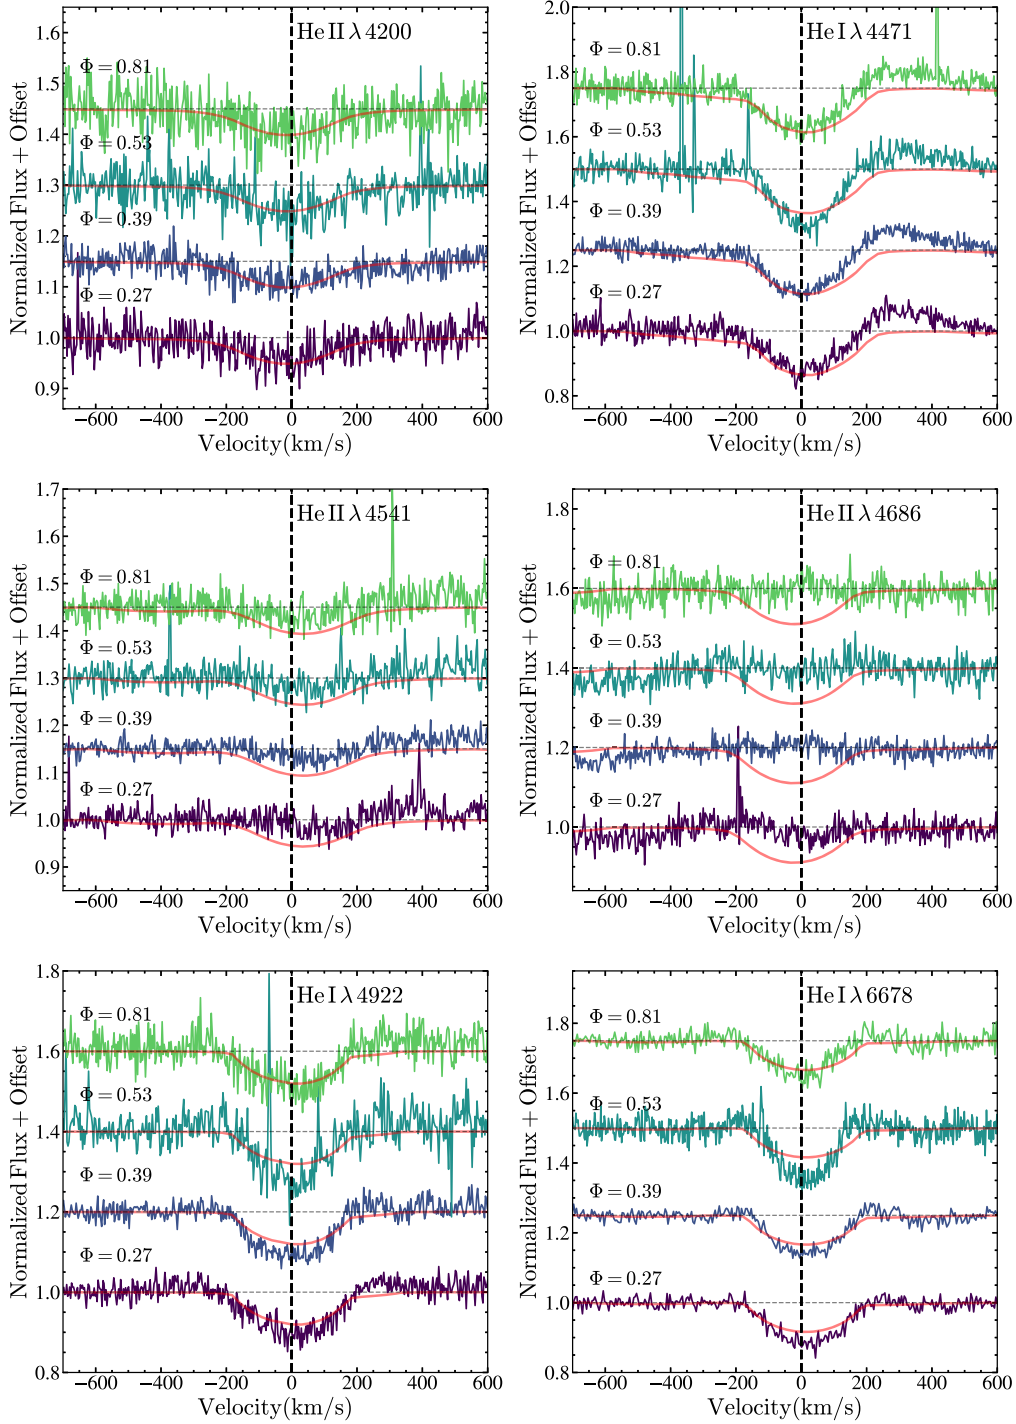 He II λ 4200
Φ = 0.81
Φ = 0.53
Φ = 0.39
Φ = 0.27
1.6
1.5
1.4
1.3
1.2
1.1
1.0
0.9
−600 −400 −200 0 200 400 600
Velocity(km/s)
Normalized Flux + Offset
He I λ 4471
Φ = 0.81
Φ = 0.53
Φ = 0.39
Φ = 0.27
2.0
1.8
1.6
1.4
1.2
1.0
0.8
−600 −400 −200 0 200 400 600
Velocity(km/s)
Normalized Flux + Offset
He II λ 4541
Φ = 0.81
Φ = 0.53
Φ = 0.39
Φ = 0.27
1.7
1.6
1.5
1.4
1.3
1.2
1.1
1.0
0.9
−600 −400 −200 0 200 400 600
Velocity(km/s)
Normalized Flux + Offset
He II λ 4686
Φ = 0.81
Φ = 0.53
Φ = 0.39
Φ = 0.27
1.8
1.6
1.4
1.2
1.0
−600 −400 −200 0 200 400 600
Velocity(km/s)
Normalized Flux + Offset
He I λ 4922
Φ = 0.81
Φ = 0.53
Φ = 0.39
Φ = 0.27
1.8
1.6
1.4
1.2
1.0
0.8
−600 −400 −200 0 200 400 600
Velocity(km/s)
Normalized Flux + Offset
He I λ 6678
Φ = 0.81
Φ = 0.53
Φ = 0.39
Φ = 0.27
1.8
1.6
1.4
1.2
1.0
0.8
−600 −400 −200 0 200 400 600
Velocity(km/s)
Normalized Flux + Offset